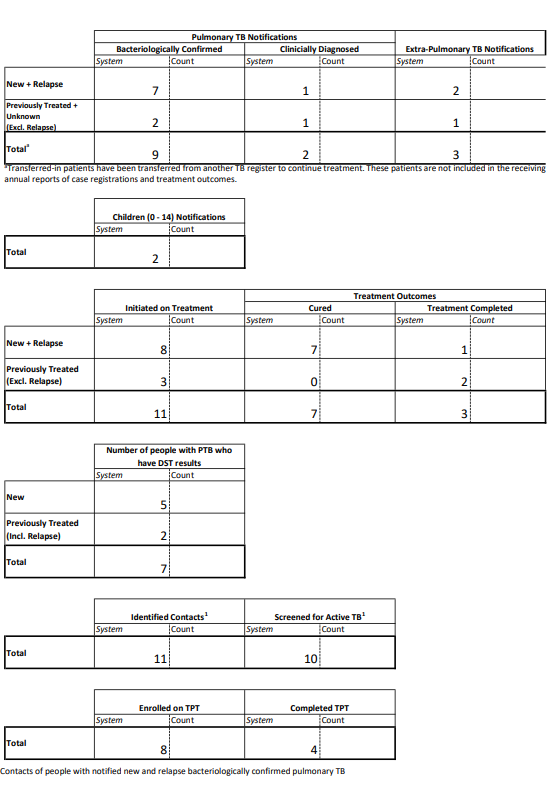 Pulmonary TB Notifications
Bacteriologically Confirmed Clinicially Diagnosed Extra-Pulmonary TB Notifications
System Count System Count System Count
New + Relapse 7 1 2
Previously Treated +
Unknown
(Excl. Relapse) 2 1 1
Total* 9 2 3
*Transferred-in patients have been transferred from another TB register to continue treatment. These patients are not included in the receiving
annual reports of case registrations and treatment outcomes.
Children (0 - 14) Notifications
System Count
Total 2
Treatment Outcomes
Initiated on Treatment Cured Treatment Completed
System Count System Count System Count
New + Relapse 8 7 1
Previously Treated
(Excl. Relapse) 3 0 2
Total 11 7 3
Number of people with PTB who
have DST results
System Count
New 5
Previously Treated
(Incl. Relapse) 2
Total 7
Identified Contacts¹ Screened for Active TB¹
System Count System Count
Total 11 10
Enrolled on TPT Completed TPT
System Count System Count
Total 8 4
Contacts of people with notified new and relapse bacteriologically confirmed pulmonary TB